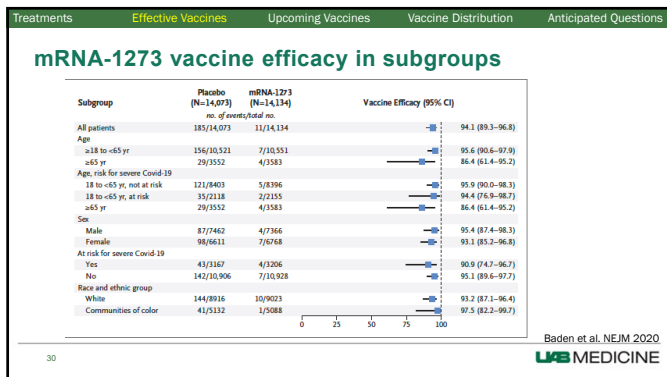 Treatments Effective Vaccines Upcoming Vaccines Vaccine Distribution Anticipated Questions
mRNA-1273 vaccine efficacy in subgroups
Subgroup Placebo (N=14,073) mRNA-1273 (N=14,134) Vaccine Efficacy (95% CI)
no. of events/total no.
All patients 185/14,073 11/14,134 94.1 (89.3–96.8)
Age
≥18 to <65 yr 156/10,521 7/10,551 95.6 (90.6–97.9)
≥65 yr 29/3552 4/3583 86.4 (61.4–95.2)
Age, risk for severe Covid-19
18 to <65 yr, not at risk 121/8403 5/8396 95.9 (90.0–98.3)
18 to <65 yr, at risk 35/2118 2/2155 94.4 (76.9–98.7)
≥65 yr 29/3552 4/3583 86.4 (61.4–95.2)
Sex
Male 87/7462 4/7366 95.4 (87.4–98.3)
Female 98/6611 7/6768 93.1 (85.2–96.8)
At risk for severe Covid-19
Yes 43/3167 4/3206 90.9 (74.7–96.7)
No 142/10,906 7/10,928 95.1 (89.6–97.7)
Race and ethnic group
White 144/8916 10/9023 93.2 (87.1–96.4)
Communities of color 41/5132 1/5088 97.5 (82.2–99.7)
0 25 50 75 100
Baden et al. NEJM 2020
30
UAB MEDICINE